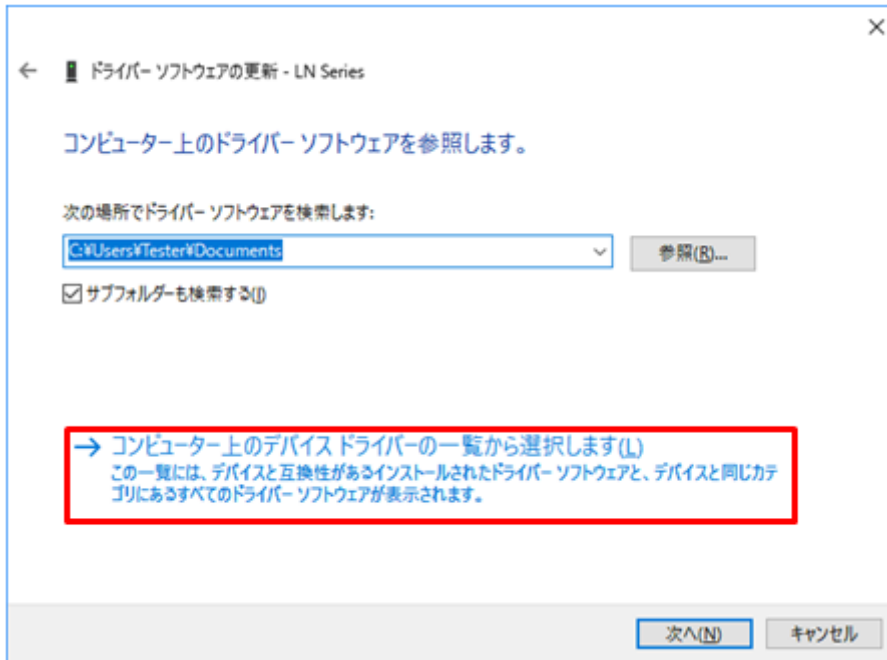 ドライバー ソフトウェアの更新 - LN Series
コンピューター上のドライバー ソフトウェアを参照します。
次の場所でドライバー ソフトウェアを検索します:
C:¥Users¥Tester¥Documents
参照(R)...
サブフォルダーも検索する(I)
コンピューター上のデバイス ドライバーの一覧から選択します(L)
この一覧には、デバイスと互換性があるインストールされたドライバー ソフトウェアと、デバイスと同じカテ
ゴリにあるすべてのドライバー ソフトウェアが表示されます。
次へ(N)
キャンセル